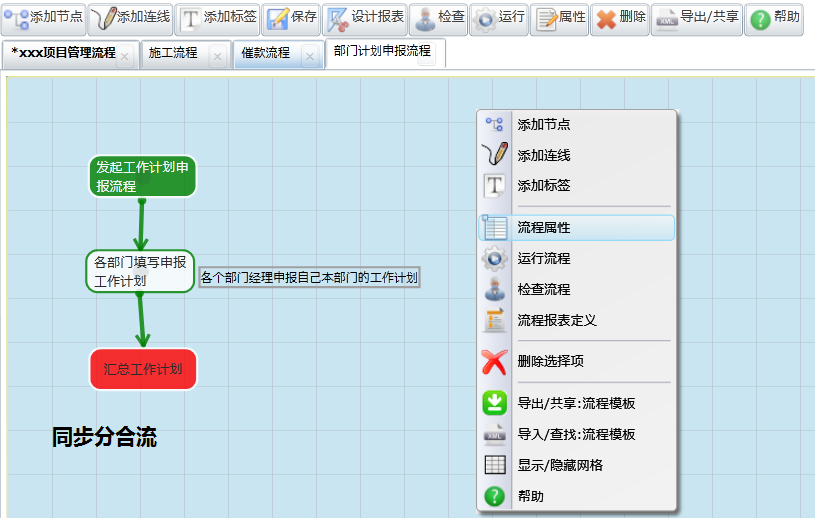 添加节点 添加连线 添加标签 保存 设计报表 检查 运行 属性 删除 导出/共享 帮助
*xxx项目管理流程 施工流程 催款流程 部门计划申报流程
发起工作计划申
报流程
各部门填写申报
工作计划
各个部门经理申报自己本部门的工作计划
汇总工作计划
同步分合流
添加节点
添加连线
T 添加标签
流程属性
运行流程
检查流程
流程报表定义
删除选择项
导出/共享:流程模板
XML 导入/查找:流程模板
显示/隐藏网格
? 帮助